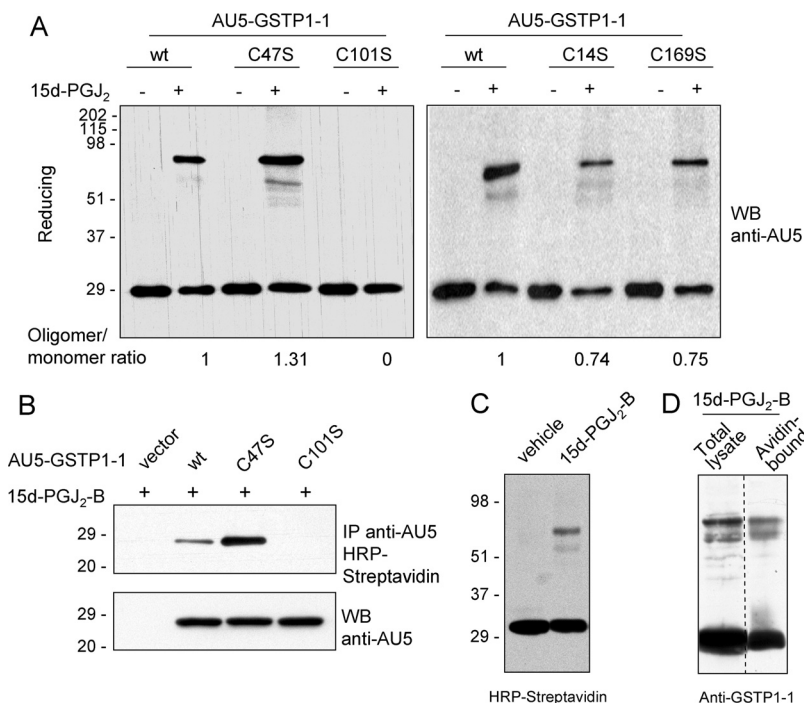 A
AU5-GSTP1-1 AU5-GSTP1-1
wt C47S C101S wt C14S C169S
15d-PGJ2 - + - + - + - + - + - +
202 -
115 -
98 -
51 -
37 -
29 -
Reducing
WB
anti-AU5
Oligomer/
monomer ratio 1 1.31 0 1 0.74 0.75
B
AU5-GSTP1-1 vector wt C47S C101S
15d-PGJ2-B + + + +
29 -
20 -
IP anti-AU5
HRP-
Streptavidin
29 -
20 -
WB
anti-AU5
C
vehicle 15d-PGJ2-B
98 -
51 -
37 -
29 -
HRP-Streptavidin
D
15d-PGJ2-B
Total
lysate
Avidin-
bound
Anti-GSTP1-1